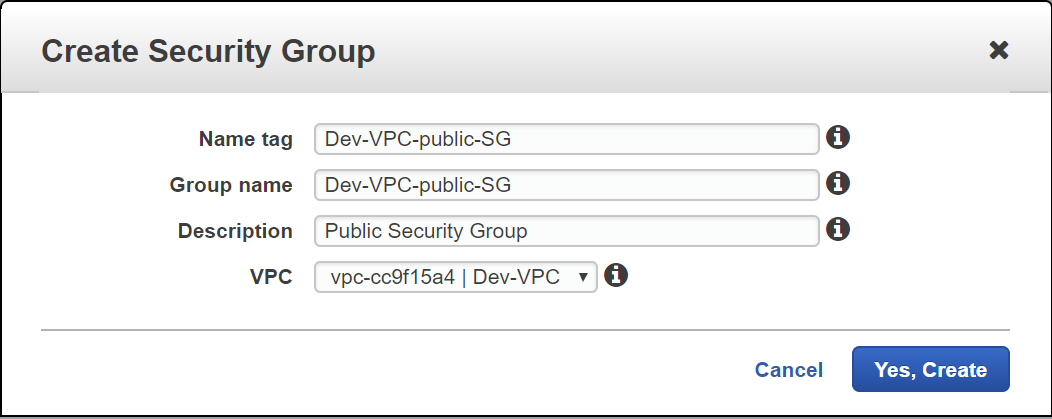 Create Security Group
Name tag Dev-VPC-public-SG
Group name Dev-VPC-public-SG
Description Public Security Group
VPC vpc-cc9f15a4 | Dev-VPC
Cancel Yes, Create